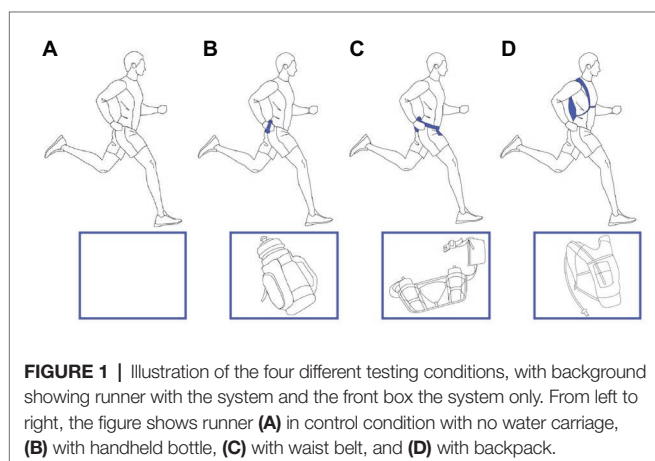 A B C D
FIGURE 1 | Illustration of the four different testing conditions, with background
showing runner with the system and the front box the system only. From left to
right, the figure shows runner (A) in control condition with no water carriage,
(B) with handheld bottle, (C) with waist belt, and (D) with backpack.